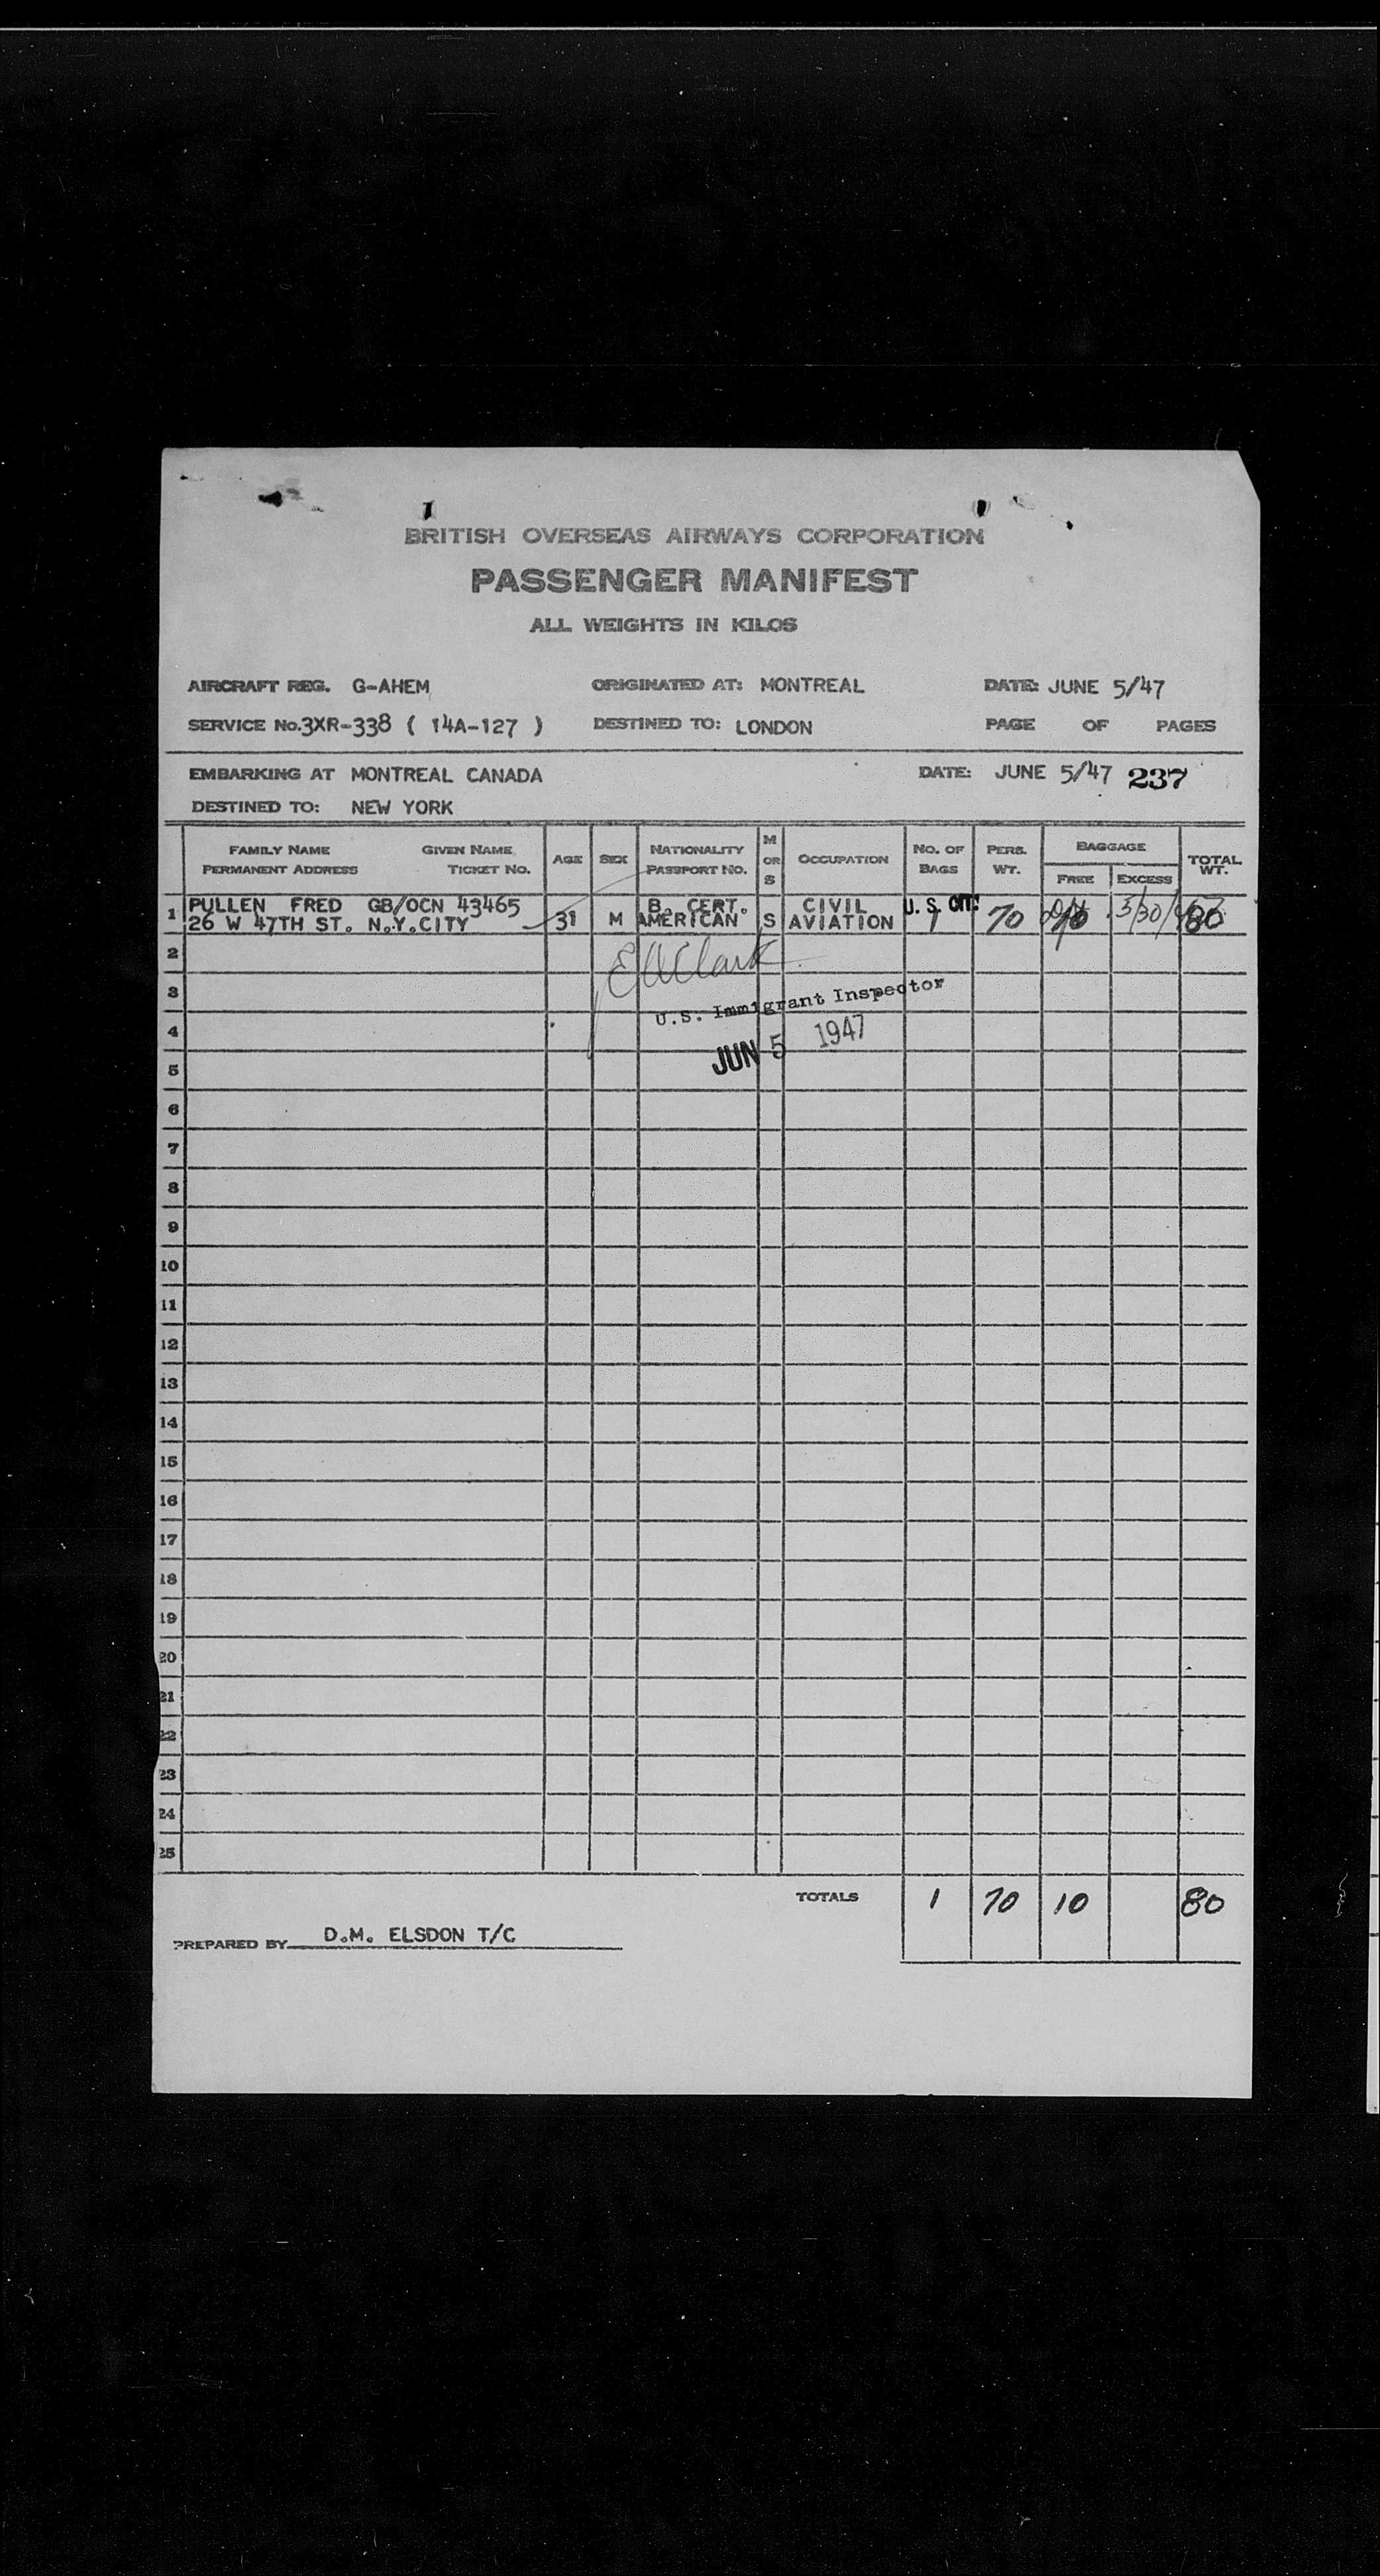 BRITISH OVERSEAS AIRWAYS CORPORATION
PASSENGER MANIFEST
ALL WEIGHTS IN KILOS
AIRCRAFT REG. G-AHEM ORIGINATED AT: MONTREAL DATE: JUNE 5/47
SERVICE No. 3XR-338 ( 14A-127 ) DESTINED TO: LONDON PAGE OF PAGES
EMBARKING AT MONTREAL CANADA DATE: JUNE 5/47 237
DESTINED TO: NEW YORK
FAMILY NAME GIVEN NAME AGE SEX NATIONALITY M OR S OCCUPATION NO. OF BAGS PERS. WT. BAGGAGE TOTAL WT.
PERMANENT ADDRESS TICKET NO. PASSPORT NO. FREE EXCESS
1 PULLEN FRED GB/OCN 43465 B. CERT. CIVIL U.S. CIT.
26 W 47TH ST. N.Y.CITY 31 M AMERICAN S AVIATION 1 70 10 80
2 E A Clark
3 U.S. Immigrant Inspector
4 JUN 5 1947
5
6
7
8
9
10
11
12
13
14
15
16
17
18
19
20
21
22
23
24
25
TOTALS 1 70 10 80
PREPARED BY D.M. ELSDON T/C